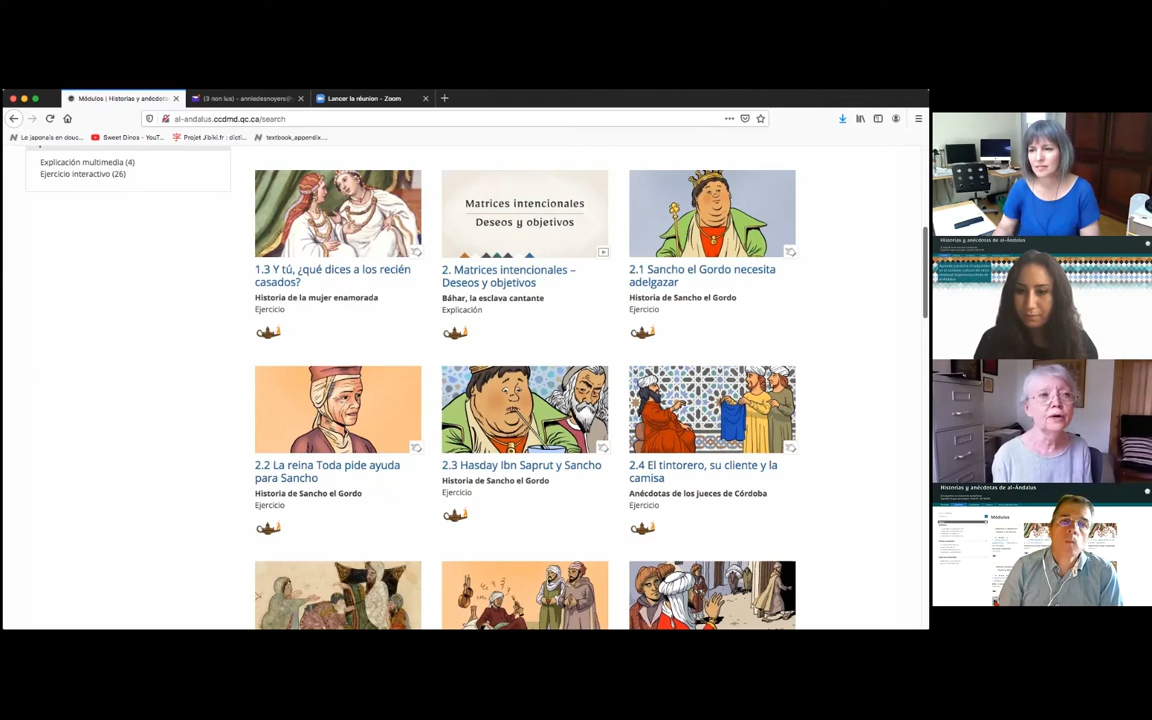 Módulos | Historias y anécdot
(3 non lus) – anniedesnoyers@
Lancer la réunion - Zoom
al-andalus.ccdmd.qc.ca/search
Le japonais en douc...
Sweet Dinos - YouT...
Projet Jibiki.fr : dicti...
textbook_appendix...
Explicación multimedia (4)
Ejercicio interactivo (26)
Matrices intencionales
Deseos y objetivos
1.3 Y tú, ¿qué dices a los recién
casados?
Historia de la mujer enamorada
Ejercicio
2. Matrices intencionales –
Deseos y objetivos
Báhar, la esclava cantante
Explicación
2.1 Sancho el Gordo necesita
adelgazar
Historia de Sancho el Gordo
Ejercicio
2.2 La reina Toda pide ayuda
para Sancho
Historia de Sancho el Gordo
Ejercicio
2.3 Hasday Ibn Saprut y Sancho
Historia de Sancho el Gordo
Ejercicio
2.4 El tintorero, su cliente y la
camisa
Anécdotas de los jueces de Córdoba
Ejercicio
Historias y anécdotas de al-Ándalus
Historias y anécdotas de al-Ándalus
Módulos